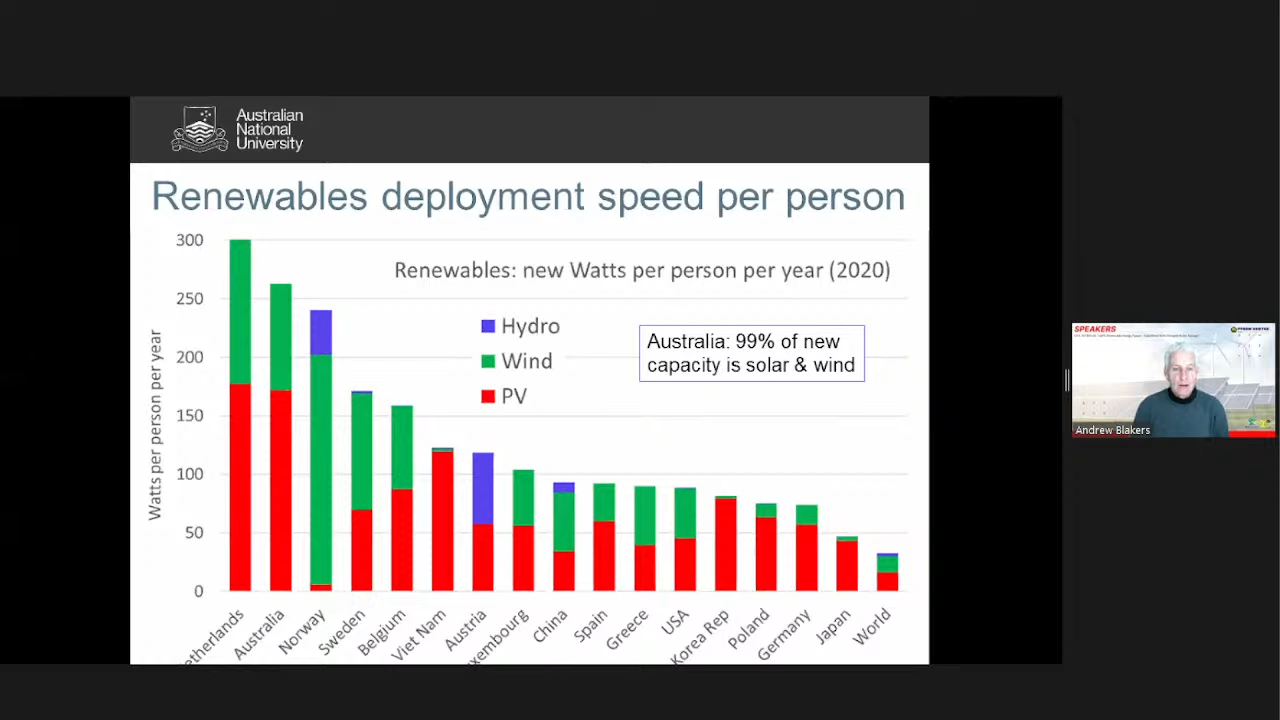 Australian
National
University
Renewables deployment speed per person
Renewables: new Watts per person per year (2020)
Hydro
Wind
PV
Australia: 99% of new
capacity is solar & wind
Watts per person per year
300
250
200
150
100
50
0
etherlands
Australia
Norway
Sweden
Belgium
Viet Nam
Austria
xembourg
China
Spain
Greece
USA
Korea Rep
Poland
Germany
Japan
World
SPEAKERS
Andrew Blakers